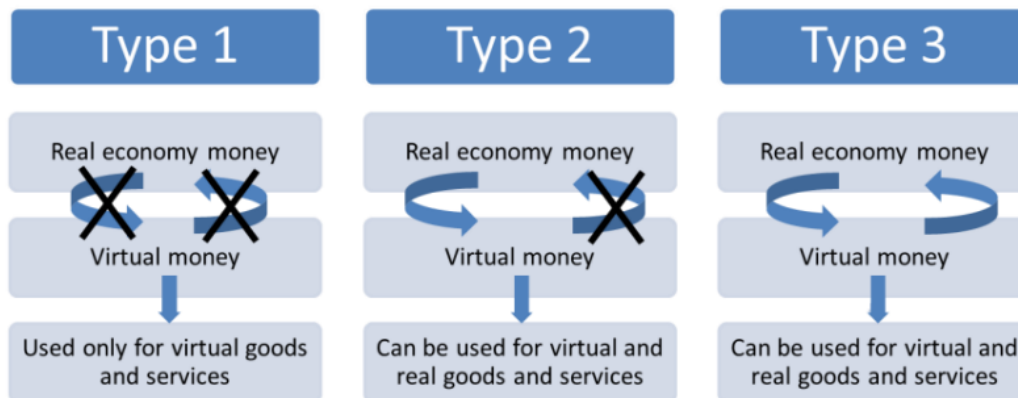 Type 1
Real economy money
Virtual money
Used only for virtual goods
and services
Type 2
Real economy money
Virtual money
Can be used for virtual and
real goods and services
Type 3
Real economy money
Virtual money
Can be used for virtual and
real goods and services